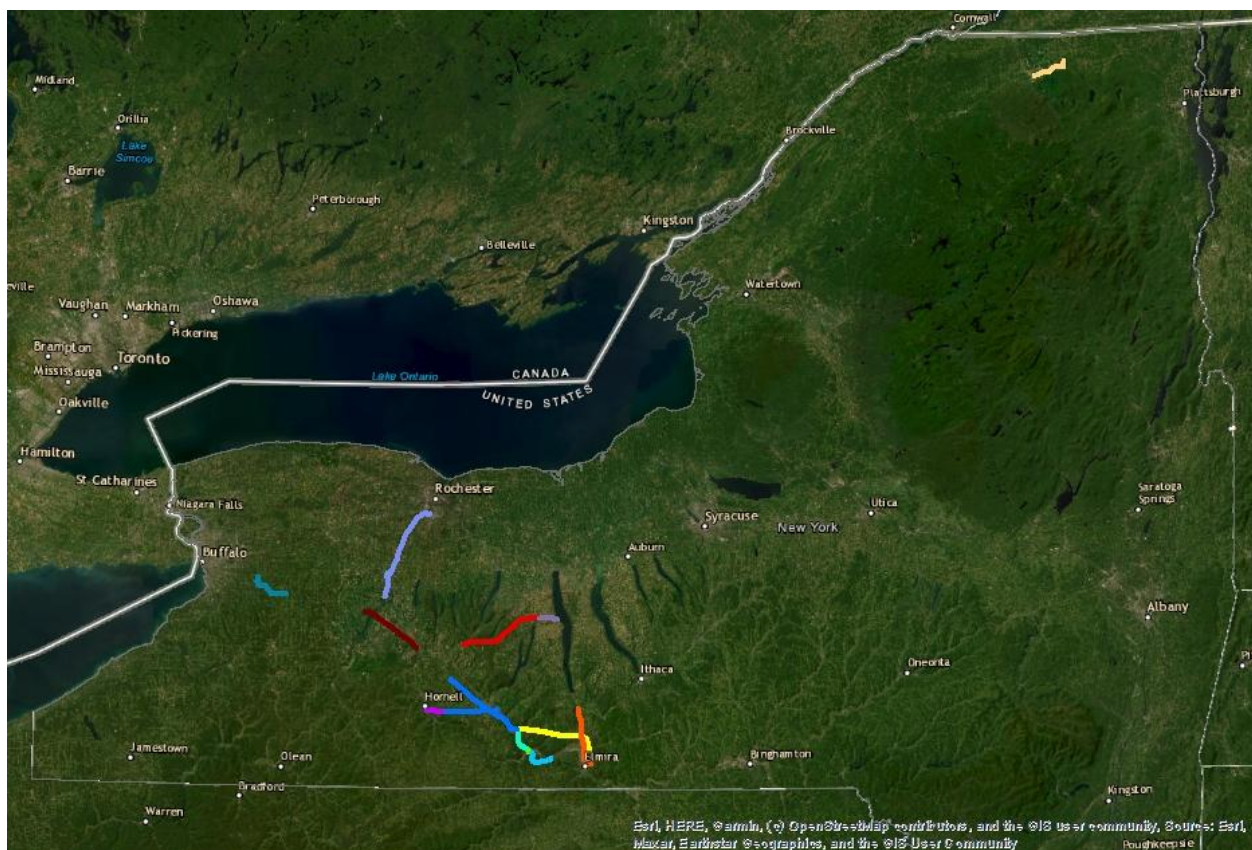 Cornwall
Midland
Plattsburgh
Orillia
Brockville
Lake
Simcoe
Barrie
Peterborough
Kingston
Belleville
eville
Watertown
Vaughan
Markham
Oshawa
Pickering
Brampton
Toronto
Mississauga
Lake Ontario
CANADA
UNITED STATES
Oakville
Hamilton
St. Catharines
Rochester
Saratoga
Springs
Niagara Falls
Utica
Syracuse
New York
Buffalo
Auburn
Albany
Ithaca
Oneonta
Pi
Hornell
Jamestown
Olean
Elmira
Binghamton
Bradford
Kingston
Warren
Esri, HERE, Garmin, (c) OpenStreetMap contributors, and the GIS user community, Source: Esri,
Maxar, Earthstar Geographics, and the GIS User Community
Poughkeepsie